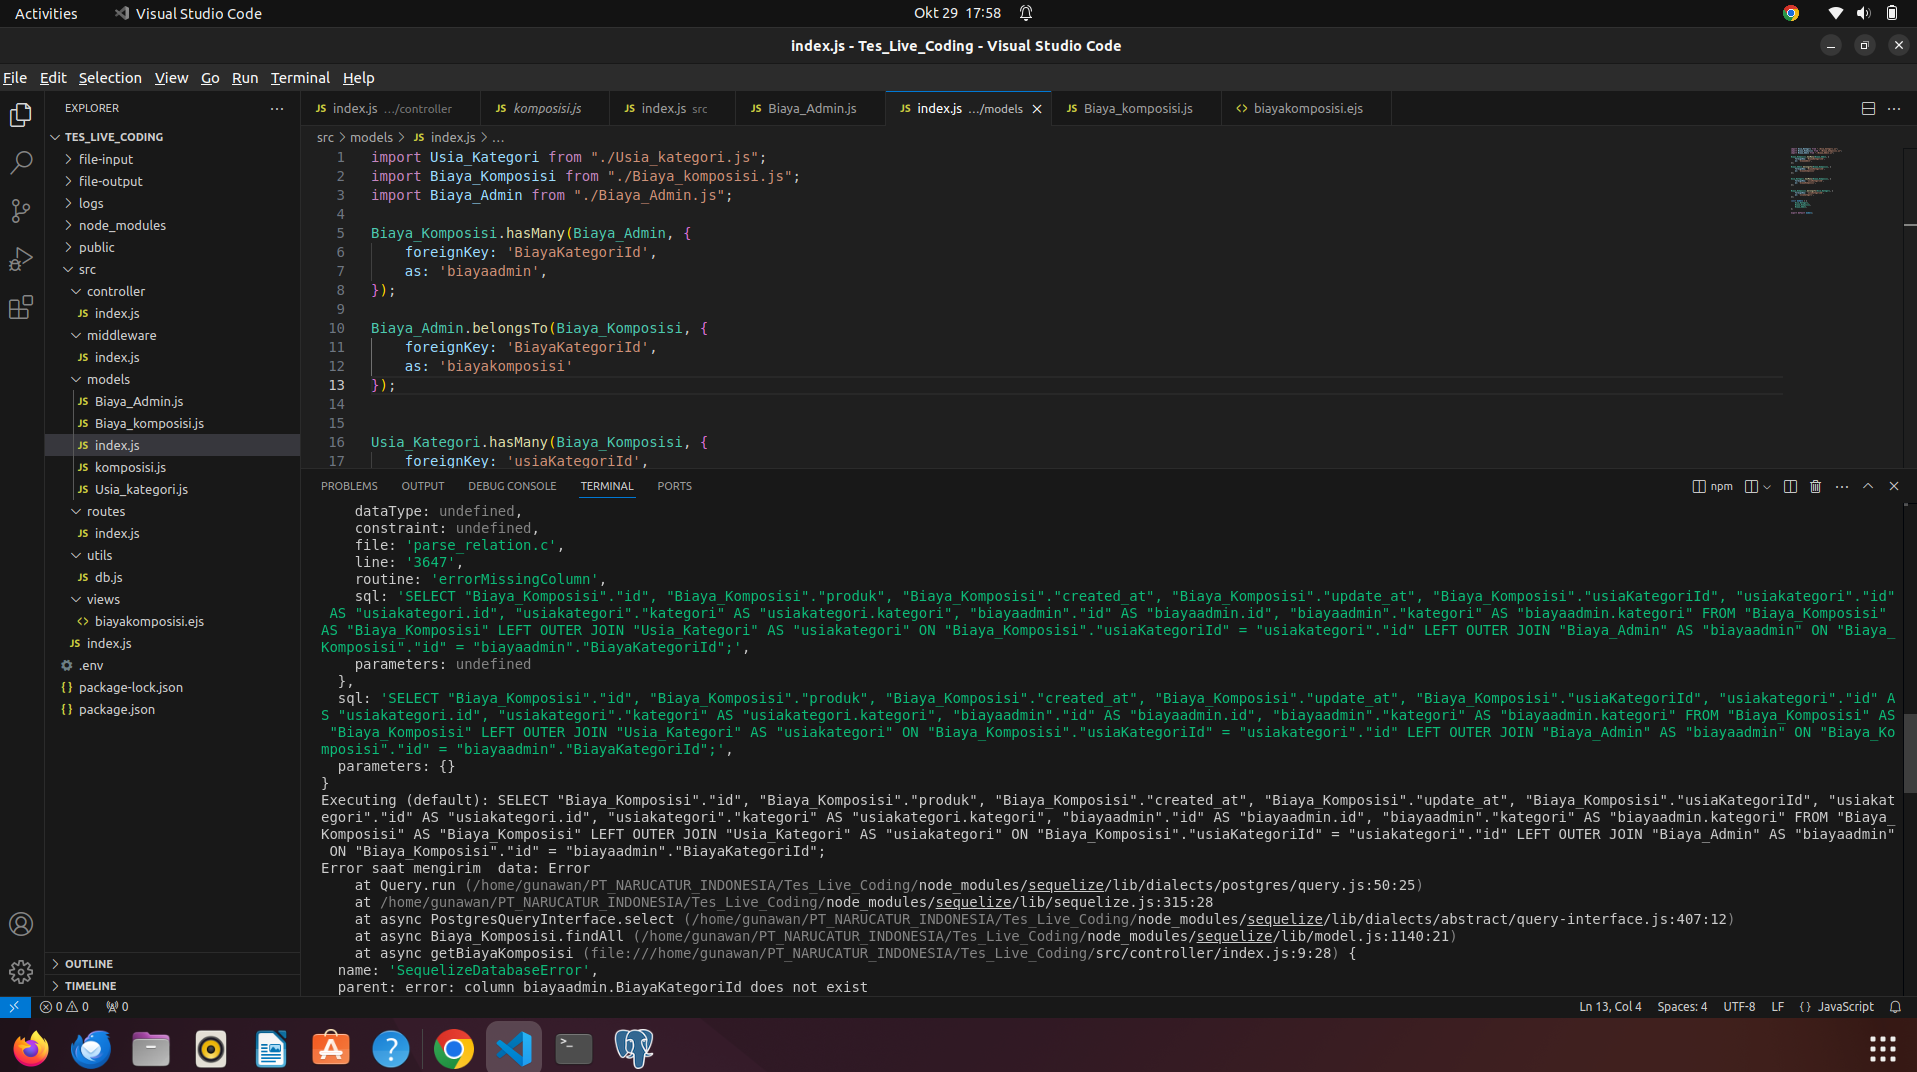 Activities
Visual Studio Code
Okt 29 17:58
index.js - Tes_Live_Coding - Visual Studio Code
File Edit Selection View Go Run Terminal Help
EXPLORER
TES_LIVE_CODING
file-input
file-output
logs
node_modules
public
src
controller
JS index.js
middleware
JS index.js
models
JS Biaya_Admin.js
JS Biaya_komposisi.js
JS index.js
JS komposisi.js
JS Usia_kategori.js
routes
JS index.js
utils
JS db.js
views
<> biayakomposisi.ejs
JS index.js
.env
{} package-lock.json
{} package.json
OUTLINE
TIMELINE
JS index.js .../controller
JS komposisi.js
JS index.js src
JS Biaya_Admin.js
JS index.js .../models
JS Biaya_komposisi.js
<> biayakomposisi.ejs
src > models > JS index.js > ...
1 import Usia_Kategori from "./Usia_kategori.js";
2 import Biaya_Komposisi from "./Biaya_komposisi.js";
3 import Biaya_Admin from "./Biaya_Admin.js";
4
5 Biaya_Komposisi.hasMany(Biaya_Admin, {
6 foreignKey: 'BiayaKategoriId',
7 as: 'biayaadmin',
8 });
9
10 Biaya_Admin.belongsTo(Biaya_Komposisi, {
11 foreignKey: 'BiayaKategoriId',
12 as: 'biayakomposisi'
13 });
14
15
16 Usia_Kategori.hasMany(Biaya_Komposisi, {
17 foreignKey: 'usiaKategoriId',
PROBLEMS OUTPUT DEBUG CONSOLE TERMINAL PORTS
npm
dataType: undefined,
constraint: undefined,
file: 'parse_relation.c',
line: '3647',
routine: 'errorMissingColumn',
sql: 'SELECT "Biaya_Komposisi"."id", "Biaya_Komposisi"."produk", "Biaya_Komposisi"."created_at", "Biaya_Komposisi"."update_at", "Biaya_Komposisi"."usiaKategoriId", "usiakategori"."id"
AS "usiakategori.id", "usiakategori"."kategori" AS "usiakategori.kategori", "biayaadmin"."id" AS "biayaadmin.id", "biayaadmin"."kategori" AS "biayaadmin.kategori" FROM "Biaya_Komposisi"
AS "Biaya_Komposisi" LEFT OUTER JOIN "Usia_Kategori" AS "usiakategori" ON "Biaya_Komposisi"."usiaKategoriId" = "usiakategori"."id" LEFT OUTER JOIN "Biaya_Admin" AS "biayaadmin" ON "Biaya_
Komposisi"."id" = "biayaadmin"."BiayaKategoriId";',
parameters: undefined
},
sql: 'SELECT "Biaya_Komposisi"."id", "Biaya_Komposisi"."produk", "Biaya_Komposisi"."created_at", "Biaya_Komposisi"."update_at", "Biaya_Komposisi"."usiaKategoriId", "usiakategori"."id" A
S "usiakategori.id", "usiakategori"."kategori" AS "usiakategori.kategori", "biayaadmin"."id" AS "biayaadmin.id", "biayaadmin"."kategori" AS "biayaadmin.kategori" FROM "Biaya_Komposisi" AS
"Biaya_Komposisi" LEFT OUTER JOIN "Usia_Kategori" AS "usiakategori" ON "Biaya_Komposisi"."usiaKategoriId" = "usiakategori"."id" LEFT OUTER JOIN "Biaya_Admin" AS "biayaadmin" ON "Biaya_Ko
mposisi"."id" = "biayaadmin"."BiayaKategoriId";',
parameters: {}
}
Executing (default): SELECT "Biaya_Komposisi"."id", "Biaya_Komposisi"."produk", "Biaya_Komposisi"."created_at", "Biaya_Komposisi"."update_at", "Biaya_Komposisi"."usiaKategoriId", "usiakat
egori"."id" AS "usiakategori.id", "usiakategori"."kategori" AS "usiakategori.kategori", "biayaadmin"."id" AS "biayaadmin.id", "biayaadmin"."kategori" AS "biayaadmin.kategori" FROM "Biaya_
Komposisi" AS "Biaya_Komposisi" LEFT OUTER JOIN "Usia_Kategori" AS "usiakategori" ON "Biaya_Komposisi"."usiaKategoriId" = "usiakategori"."id" LEFT OUTER JOIN "Biaya_Admin" AS "biayaadmin"
ON "Biaya_Komposisi"."id" = "biayaadmin"."BiayaKategoriId";
Error saat mengirim  data: Error
at Query.run (/home/gunawan/PT_NARUCATUR_INDONESIA/Tes_Live_Coding/node_modules/sequelize/lib/dialects/postgres/query.js:50:25)
at /home/gunawan/PT_NARUCATUR_INDONESIA/Tes_Live_Coding/node_modules/sequelize/lib/sequelize.js:315:28
at async PostgresQueryInterface.select (/home/gunawan/PT_NARUCATUR_INDONESIA/Tes_Live_Coding/node_modules/sequelize/lib/dialects/abstract/query-interface.js:407:12)
at async Biaya_Komposisi.findAll (/home/gunawan/PT_NARUCATUR_INDONESIA/Tes_Live_Coding/node_modules/sequelize/lib/model.js:1140:21)
at async getBiayaKomposisi (file:///home/gunawan/PT_NARUCATUR_INDONESIA/Tes_Live_Coding/src/controller/index.js:9:28) {
name: 'SequelizeDatabaseError',
parent: error: column biayaadmin.BiayaKategoriId does not exist
0 0 0
Ln 13, Col 4 Spaces: 4 UTF-8 LF {} JavaScript